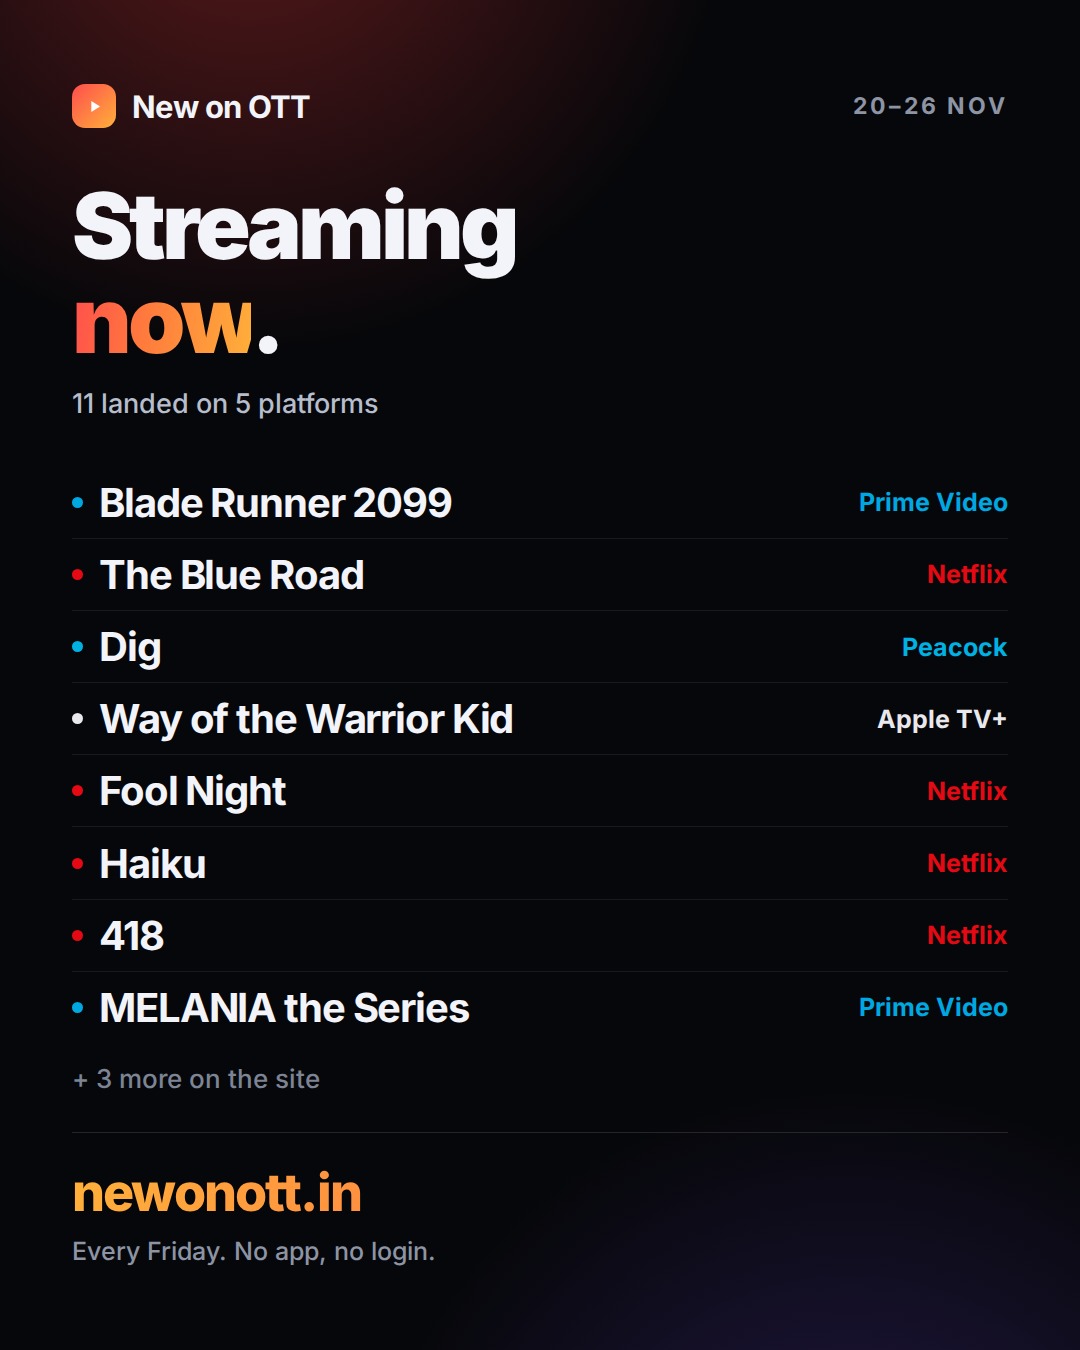 New on OTT
20–26 NOV
Streaming
now.
11 landed on 5 platforms
Blade Runner 2099 Prime Video
The Blue Road Netflix
Dig Peacock
Way of the Warrior Kid Apple TV+
Fool Night Netflix
Haiku Netflix
418 Netflix
MELANIA the Series Prime Video
+ 3 more on the site
newonott.in
Every Friday. No app, no login.